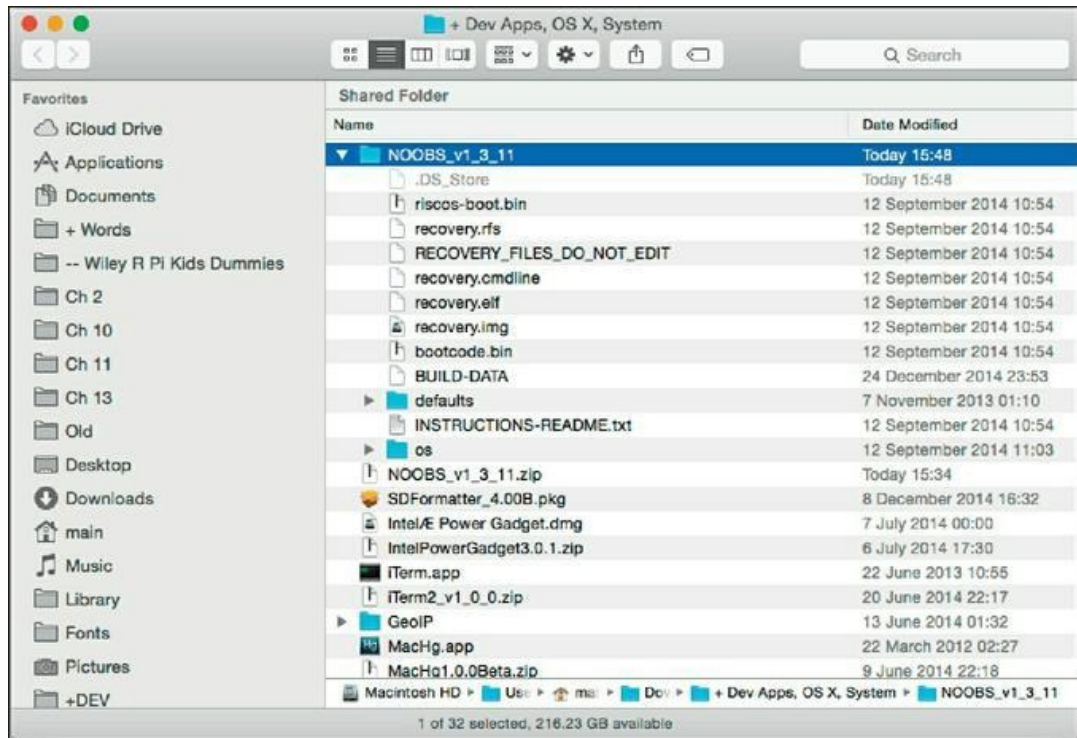 + Dev Apps, OS X, System
Search
Favorites
iCloud Drive
Applications
Documents
+ Words
-- Wiley R Pi Kids Dummies
Ch 2
Ch 10
Ch 11
Ch 13
Old
Desktop
Downloads
main
Music
Library
Fonts
Pictures
+DEV
Shared Folder
Name Date Modified
NOOBS_v1_3_11 Today 15:48
.DS_Store Today 15:48
riscos-boot.bin 12 September 2014 10:54
recovery.rfs 12 September 2014 10:54
RECOVERY_FILES_DO_NOT_EDIT 12 September 2014 10:54
recovery.cmdline 12 September 2014 10:54
recovery.elf 12 September 2014 10:54
recovery.img 12 September 2014 10:54
bootcode.bin 12 September 2014 10:54
BUILD-DATA 24 December 2014 23:53
defaults 7 November 2013 01:10
INSTRUCTIONS-README.txt 12 September 2014 10:54
os 12 September 2014 11:03
NOOBS_v1_3_11.zip Today 15:34
SDFormatter_4.00B.pkg 8 December 2014 16:32
IntelÆ Power Gadget.dmg 7 July 2014 00:00
IntelPowerGadget3.0.1.zip 6 July 2014 17:30
iTerm.app 22 June 2013 10:55
iTerm2_v1_0_0.zip 20 June 2014 22:17
GeoIP 13 June 2014 01:32
MacHg.app 22 March 2012 02:27
MacHg1.0.0Beta.zip 9 June 2014 22:18
Macintosh HD Use mai Dov + Dev Apps, OS X, System NOOBS_v1_3_11
1 of 32 selected, 216.23 GB available